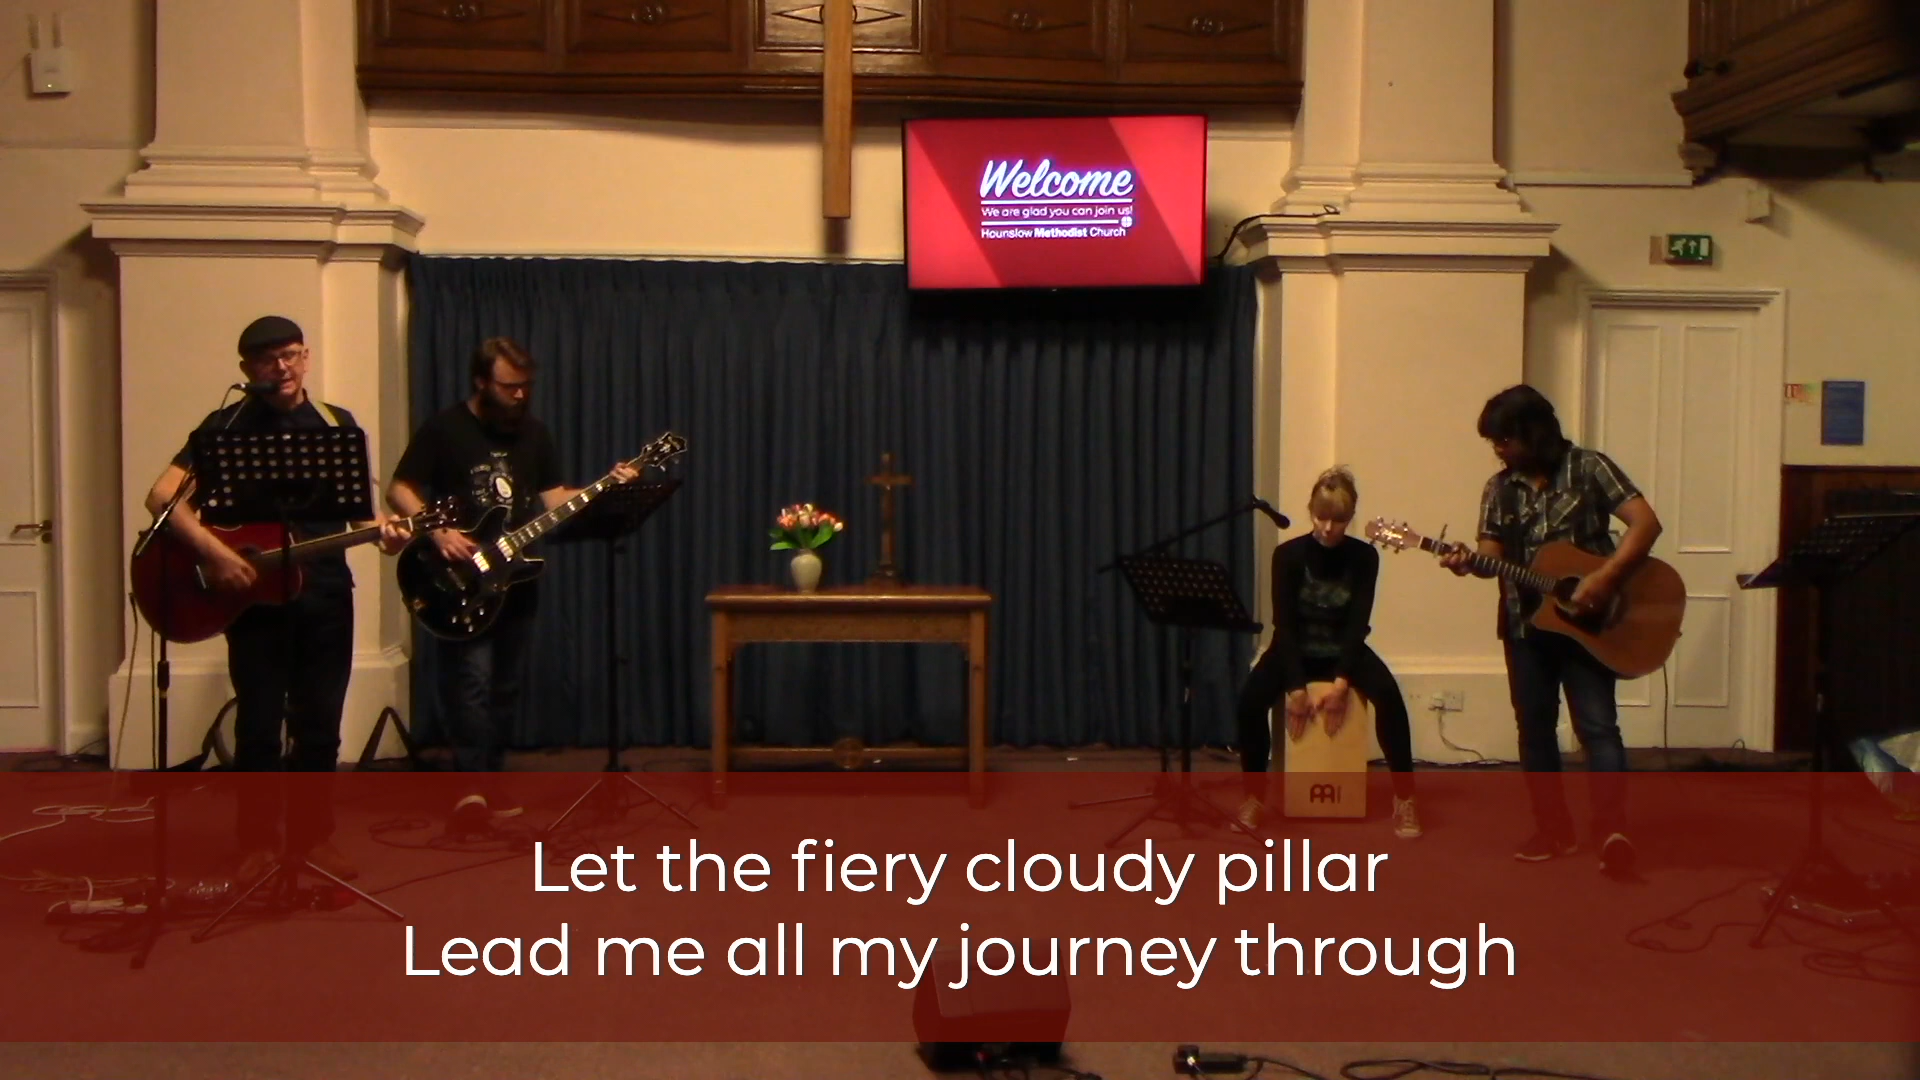 Welcome
We are glad you can join us!
Hounslow Methodist Church
Let the fiery cloudy pillar
Lead me all my journey through